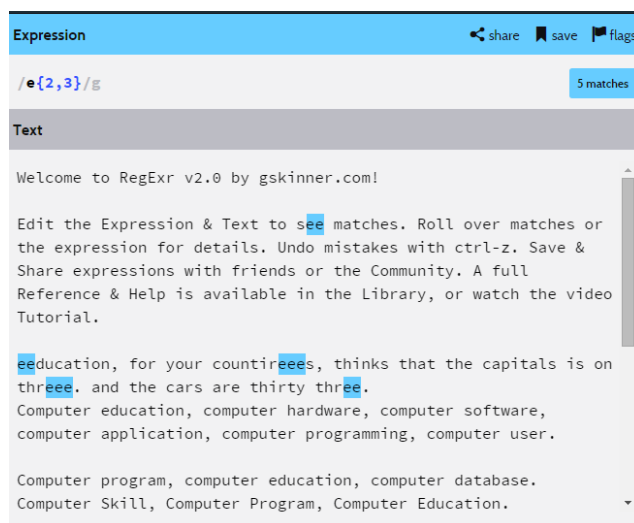 Expression share save flags
/e{2,3}/g 5 matches
Text
Welcome to RegExr v2.0 by gskinner.com!
Edit the Expression & Text to see matches. Roll over matches or
the expression for details. Undo mistakes with ctrl-z. Save &
Share expressions with friends or the Community. A full
Reference & Help is available in the Library, or watch the video
Tutorial.
eeducation, for your countireees, thinks that the capitals is on
threee. and the cars are thirty three.
Computer education, computer hardware, computer software,
computer application, computer programming, computer user.
Computer program, computer education, computer database.
Computer Skill, Computer Program, Computer Education.